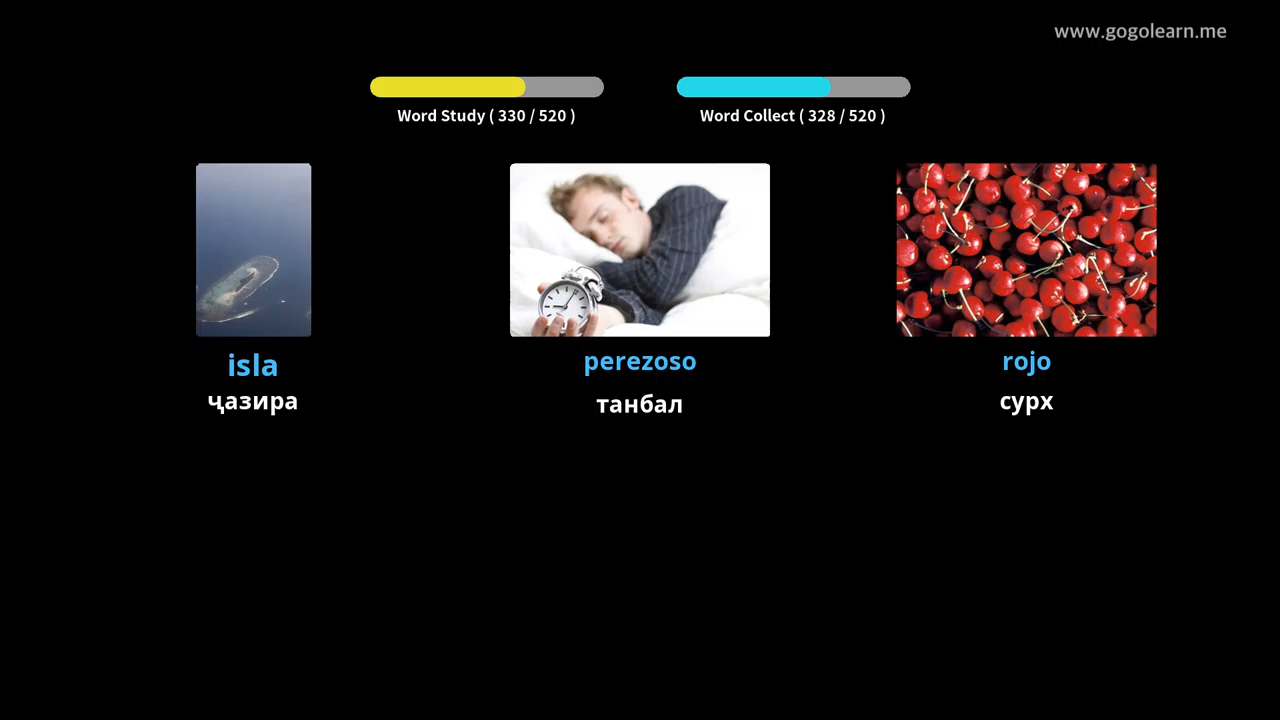 www.gogolearn.me
Word Study ( 330 / 520 )
Word Collect ( 328 / 520 )
isla
ҷазира
perezoso
танбал
rojo
сурх